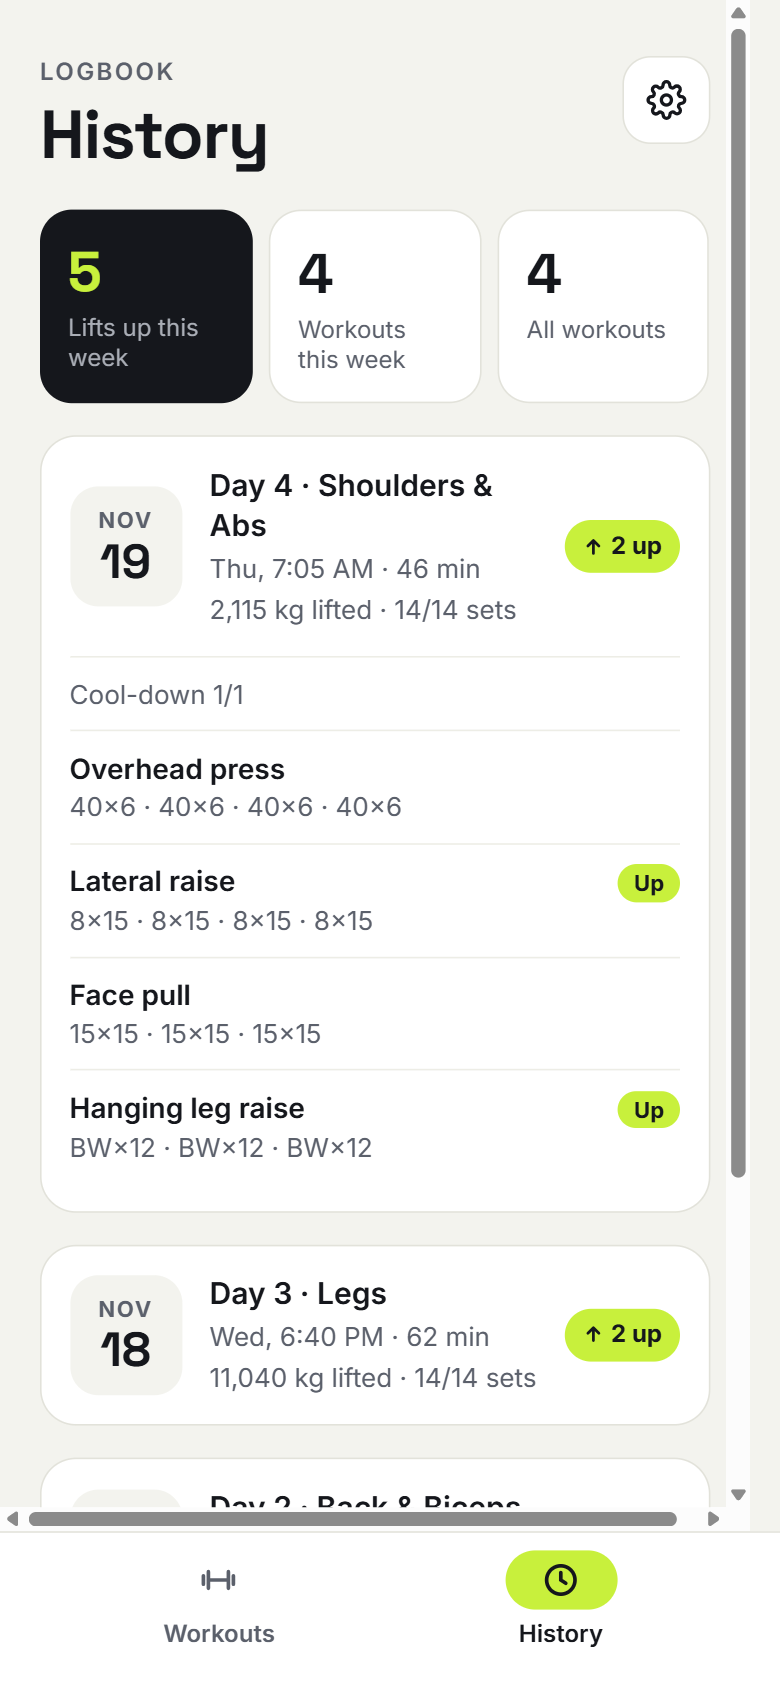 LOGBOOK
History
5
Lifts up this
week
4
Workouts
this week
4
All workouts
NOV
19
Day 4 · Shoulders &
Abs
Thu, 7:05 AM · 46 min
2,115 kg lifted · 14/14 sets
↑ 2 up
Cool-down 1/1
Overhead press
40×6 · 40×6 · 40×6 · 40×6
Lateral raise
Up
8×15 · 8×15 · 8×15 · 8×15
Face pull
15×15 · 15×15 · 15×15
Hanging leg raise
Up
BW×12 · BW×12 · BW×12
NOV
18
Day 3 · Legs
Wed, 6:40 PM · 62 min
11,040 kg lifted · 14/14 sets
↑ 2 up
Day 2 · Back & Biceps
Workouts
History